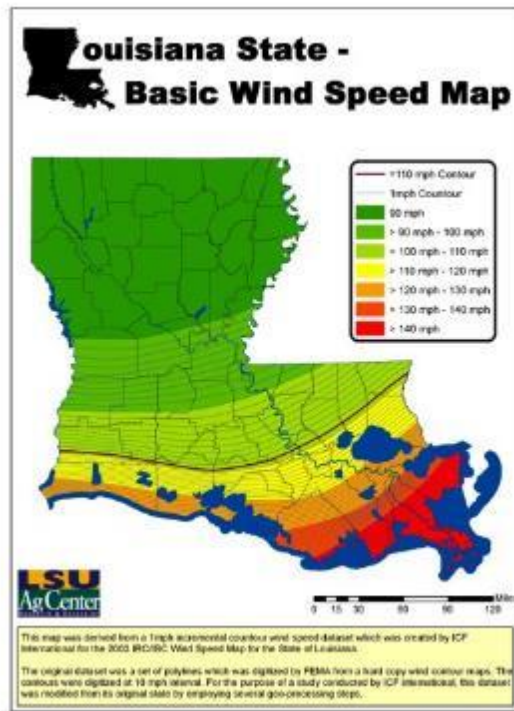 Louisiana State -
Basic Wind Speed Map
=110 mph Contour
1mph Countour
90 mph
> 90 mph - 100 mph
> 100 mph - 110 mph
> 110 mph - 120 mph
> 120 mph - 130 mph
> 130 mph - 140 mph
> 140 mph
LSU
AgCenter
Miles
0 15 30 60 90 120
This map was derived from a 1mph incremental countour wind speed dataset which was created by ICF
International for the 2003 IRC/IBC Wind Speed Map for the State of Louisiana.
The original dataset was a set of polylines which was digitized by FEMA from a hard copy wind contour maps. The
contours were digitized at 10 mph interval. For the purpose of a study conducted by ICF international, this dataset
was modified from its original state by employing several geo-processing steps.